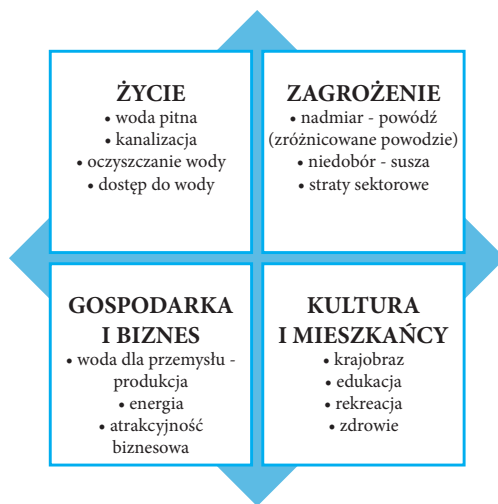 ŻYCIE
• woda pitna
• kanalizacja
• oczyszczanie wody
• dostęp do wody
ZAGROŻENIE
• nadmiar - powódź
(zróżnicowane powodzie)
• niedobór - susza
• straty sektorowe
GOSPODARKA
I BIZNES
• woda dla przemysłu -
produkcja
• energia
• atrakcyjność
biznesowa
KULTURA
I MIESZKAŃCY
• krajobraz
• edukacja
• rekreacja
• zdrowie